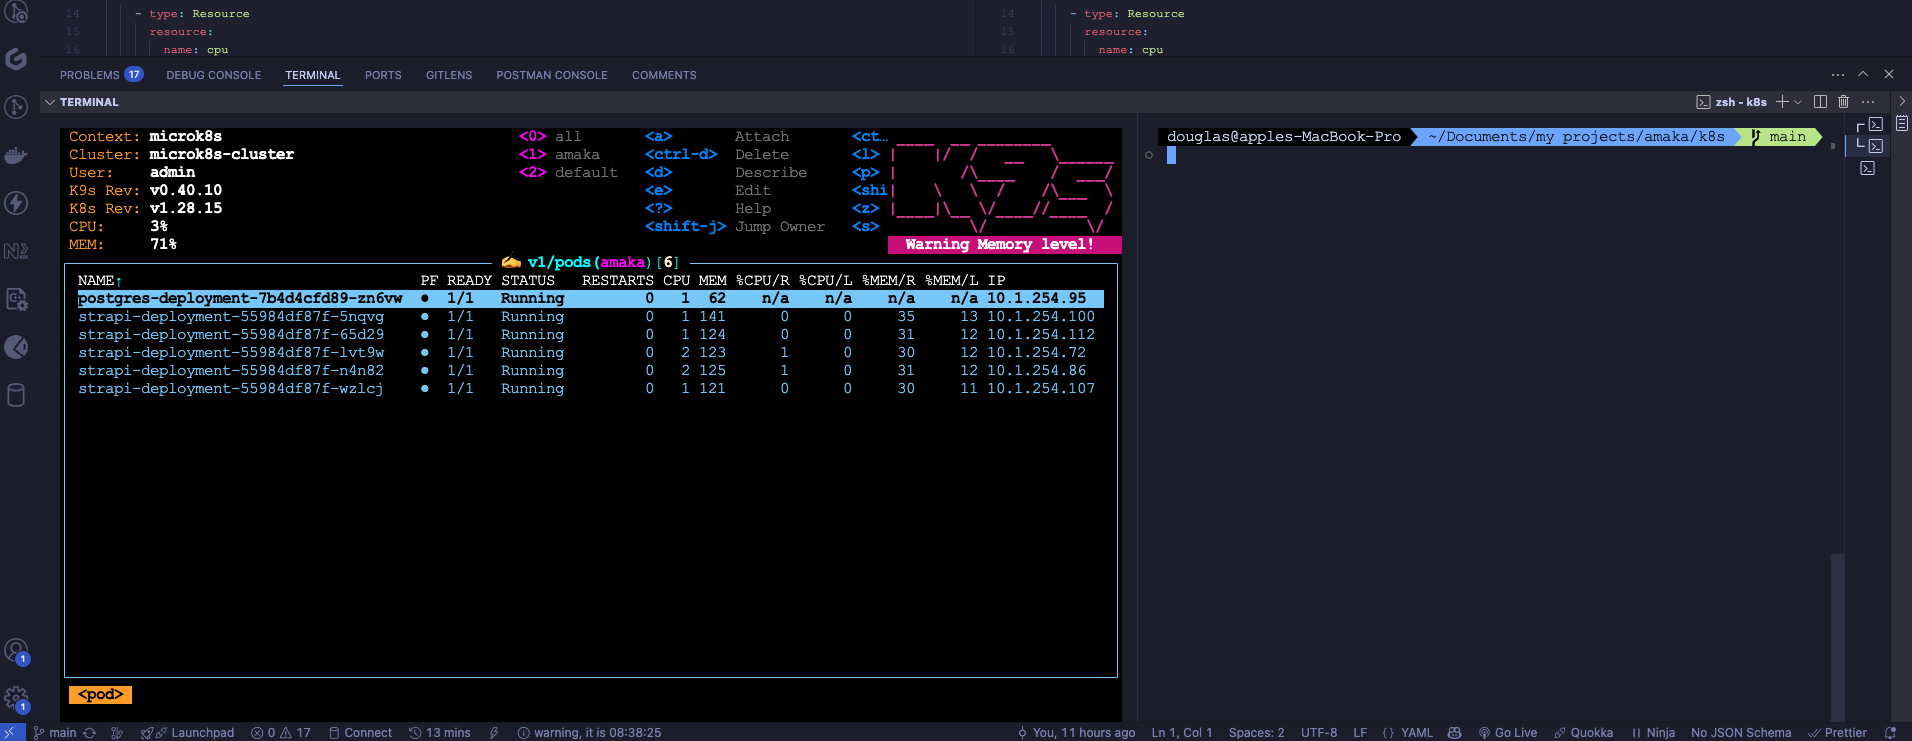 14 - type: Resource
15 resource:
16 name: cpu
14 - type: Resource
15 resource:
16 name: cpu
PROBLEMS 17 DEBUG CONSOLE TERMINAL PORTS GITLENS POSTMAN CONSOLE COMMENTS
TERMINAL
zsh - k8s
Context: microk8s <0> all <a> Attach <ct…
Cluster: microk8s-cluster <1> amaka <ctrl-d> Delete <l>
User: admin <2> default <d> Describe <p>
K9s Rev: v0.40.10 <e> Edit <shi
K8s Rev: v1.28.15 <?> Help <z>
CPU: 3% <shift-j> Jump Owner <s>
MEM: 71%
Warning Memory level!
v1/pods(amaka)[6]
NAME↑ PF READY STATUS RESTARTS CPU MEM %CPU/R %CPU/L %MEM/R %MEM/L IP
postgres-deployment-7b4d4cfd89-zn6vw ● 1/1 Running 0 1 62 n/a n/a n/a n/a 10.1.254.95
strapi-deployment-55984df87f-5nqvg ● 1/1 Running 0 1 141 0 0 35 13 10.1.254.100
strapi-deployment-55984df87f-65d29 ● 1/1 Running 0 1 124 0 0 31 12 10.1.254.112
strapi-deployment-55984df87f-lvt9w ● 1/1 Running 0 2 123 1 0 30 12 10.1.254.72
strapi-deployment-55984df87f-n4n82 ● 1/1 Running 0 2 125 1 0 31 12 10.1.254.86
strapi-deployment-55984df87f-wzlcj ● 1/1 Running 0 1 121 0 0 30 11 10.1.254.107
<pod>
douglas@apples-MacBook-Pro ~/Documents/my projects/amaka/k8s main
1
1
main Launchpad 0 17 Connect 13 mins warning, it is 08:38:25 You, 11 hours ago Ln 1, Col 1 Spaces: 2 UTF-8 LF {} YAML Go Live Quokka Ninja No JSON Schema Prettier